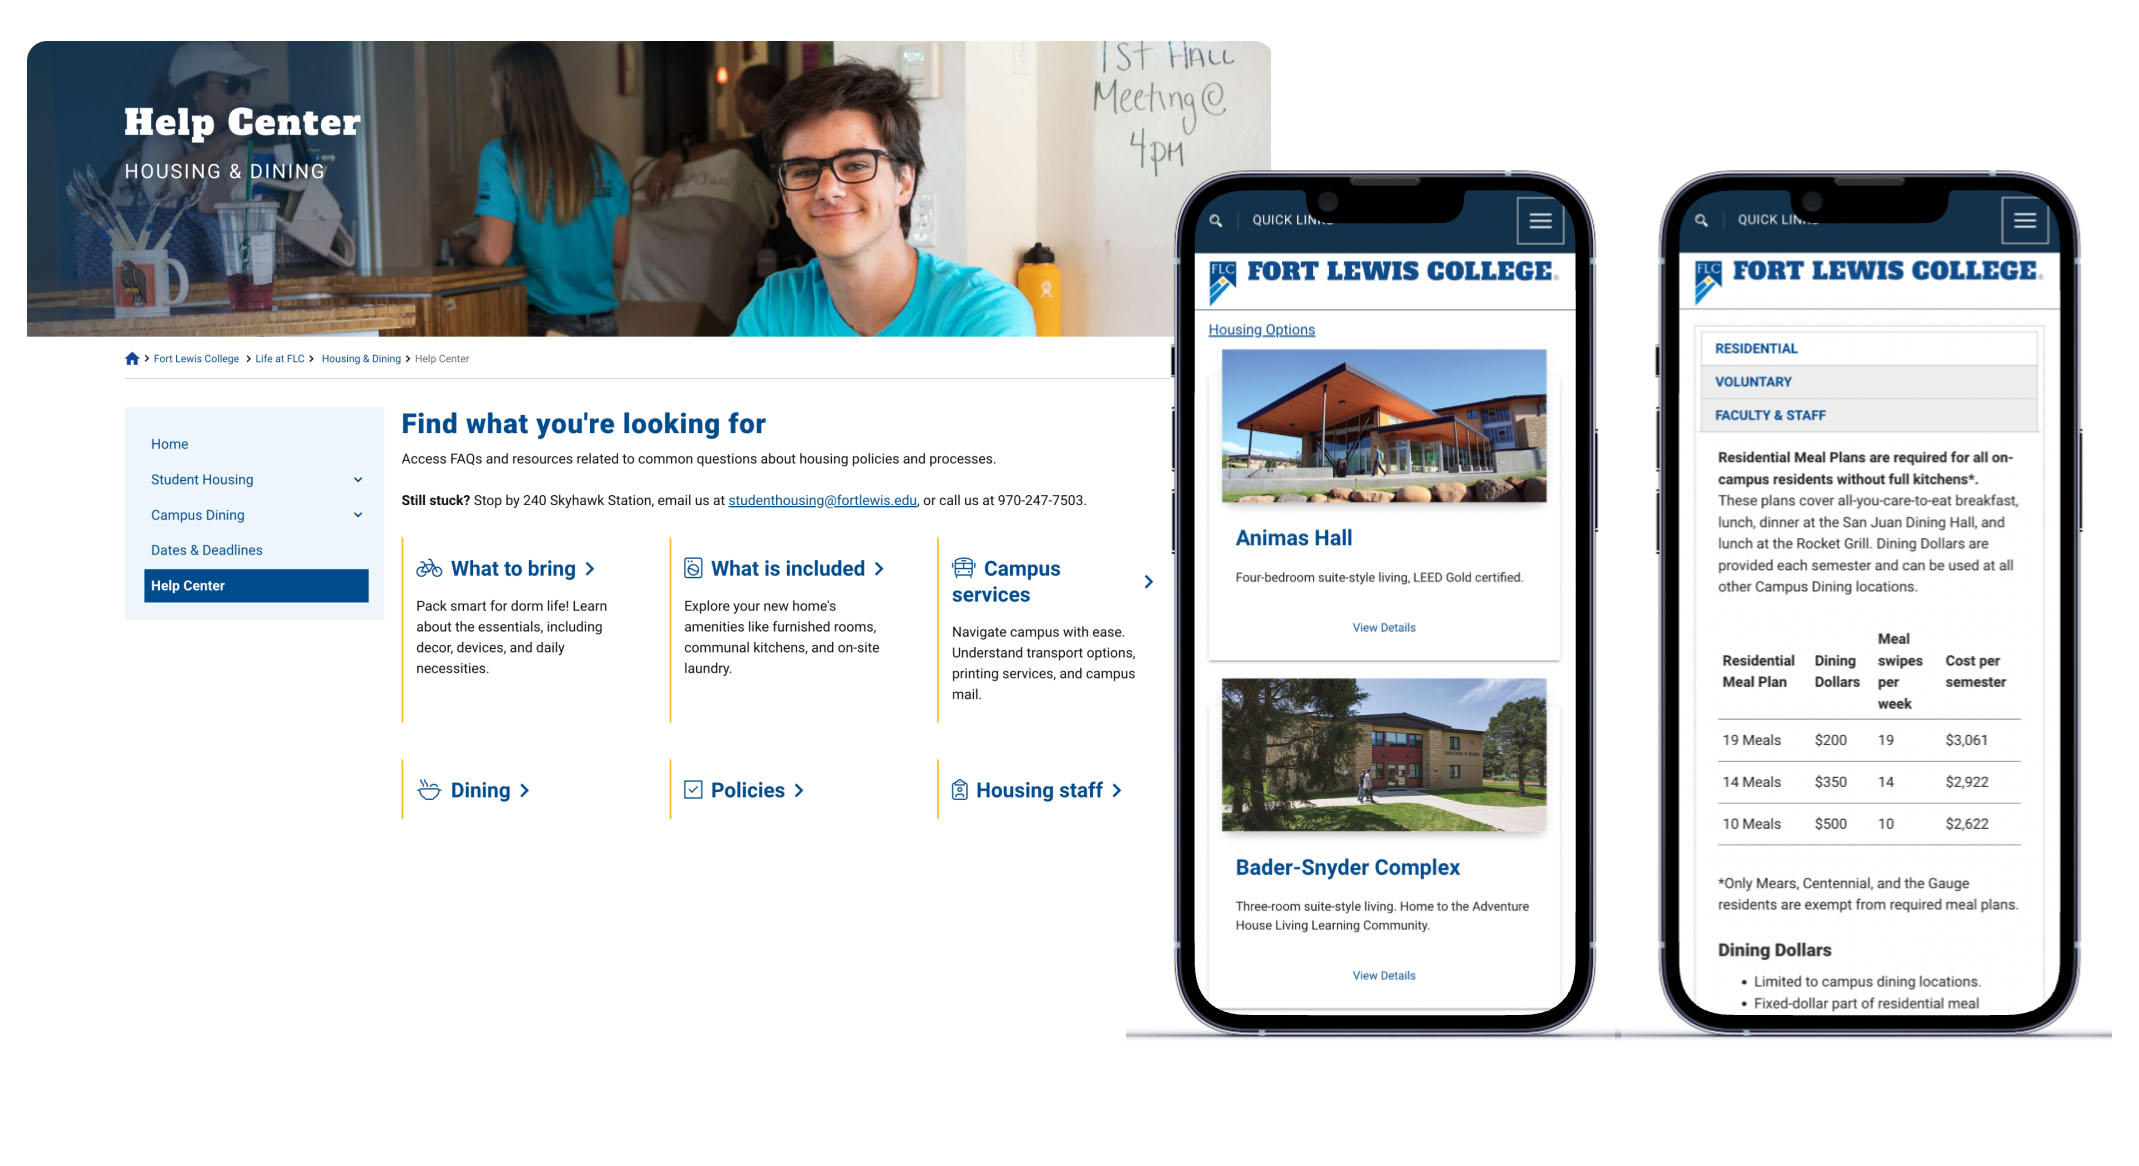 Help Center
HOUSING & DINING
1ST HALL
Meeting@
4pm
Fort Lewis College
Life at FLC
Housing & Dining
Help Center
Home
Student Housing
Campus Dining
Dates & Deadlines
Help Center
Find what you're looking for
Access FAQs and resources related to common questions about housing policies and processes.
Still stuck? Stop by 240 Skyhawk Station, email us at studenthousing@fortlewis.edu, or call us at 970-247-7503.
What to bring
Pack smart for dorm life! Learn
about the essentials, including
decor, devices, and daily
necessities.
What is included
Explore your new home's
amenities like furnished rooms,
communal kitchens, and on-site
laundry.
Campus
services
Navigate campus with ease.
Understand transport options,
printing services, and campus
mail.
Dining
Policies
Housing staff
QUICK LINKS
FLC FORT LEWIS COLLEGE
Housing Options
Animas Hall
Four-bedroom suite-style living, LEED Gold certified.
View Details
Bader-Snyder Complex
Three-room suite-style living. Home to the Adventure
House Living Learning Community.
View Details
QUICK LINKS
FLC FORT LEWIS COLLEGE
RESIDENTIAL
VOLUNTARY
FACULTY & STAFF
Residential Meal Plans are required for all on-
campus residents without full kitchens*.
These plans cover all-you-care-to-eat breakfast,
lunch, dinner at the San Juan Dining Hall, and
lunch at the Rocket Grill. Dining Dollars are
provided each semester and can be used at all
other Campus Dining locations.
Residential Meal Plan Dining Dollars Meal swipes per week Cost per semester
19 Meals $200 19 $3,061
14 Meals $350 14 $2,922
10 Meals $500 10 $2,622
*Only Mears, Centennial, and the Gauge
residents are exempt from required meal plans.
Dining Dollars
• Limited to campus dining locations.
• Fixed-dollar part of residential meal